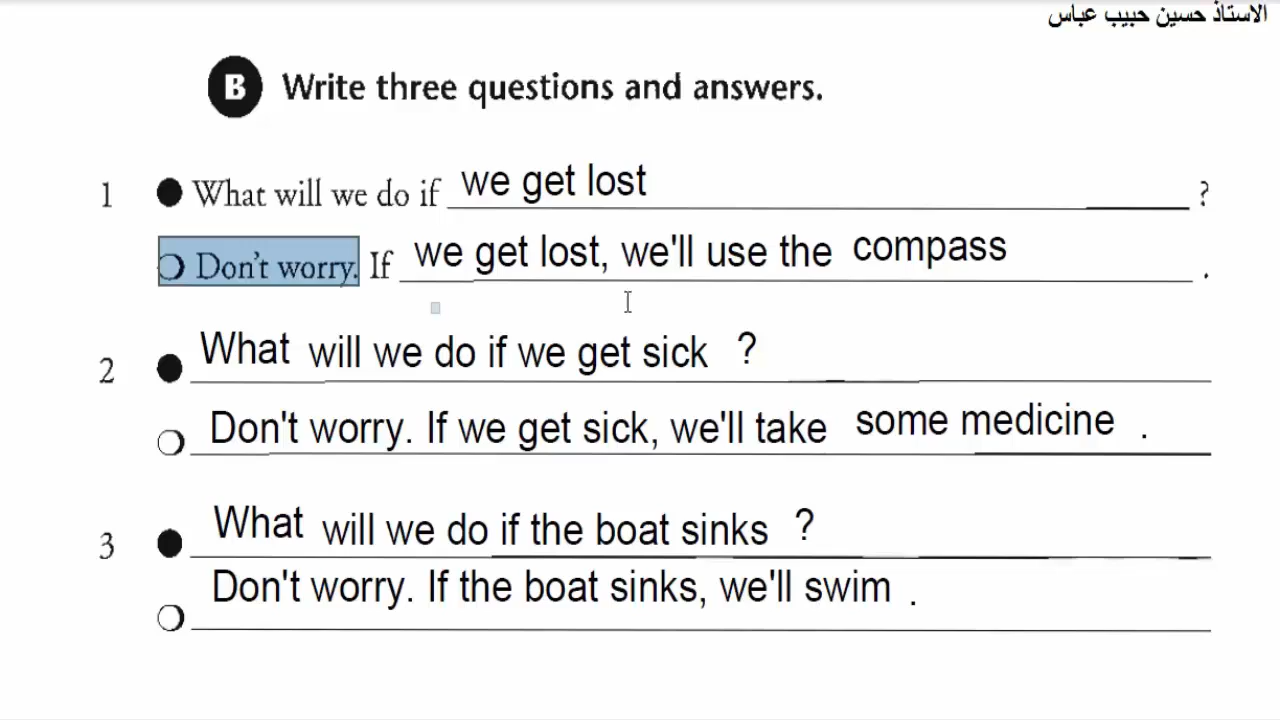 الاستاذ حسين حبيب عباس
B Write three questions and answers.
1 What will we do if we get lost ?
Don't worry. If we get lost, we'll use the compass .
2 What will we do if we get sick ?
Don't worry. If we get sick, we'll take some medicine .
3 What will we do if the boat sinks ?
Don't worry. If the boat sinks, we'll swim .